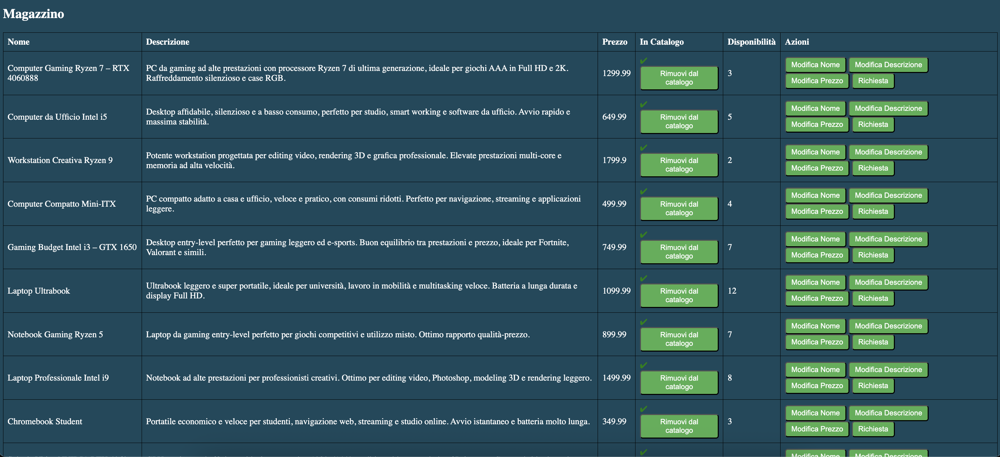 Magazzino
Nome Descrizione Prezzo In Catalogo Disponibilità Azioni
Computer Gaming Ryzen 7 – RTX
4060888
PC da gaming ad alte prestazioni con processore Ryzen 7 di ultima generazione, ideale per giochi AAA in Full HD e 2K.
Raffreddamento silenzioso e case RGB.
1299.99
✔
Rimuovi dal
catalogo
3
Modifica Nome Modifica Descrizione
Modifica Prezzo Richiesta
Computer da Ufficio Intel i5
Desktop affidabile, silenzioso e a basso consumo, perfetto per studio, smart working e software da ufficio. Avvio rapido e
massima stabilità.
649.99
✔
Rimuovi dal
catalogo
5
Modifica Nome Modifica Descrizione
Modifica Prezzo Richiesta
Workstation Creativa Ryzen 9
Potente workstation progettata per editing video, rendering 3D e grafica professionale. Elevate prestazioni multi-core e
memoria ad alta velocità.
1799.9
✔
Rimuovi dal
catalogo
2
Modifica Nome Modifica Descrizione
Modifica Prezzo Richiesta
Computer Compatto Mini-ITX
PC compatto adatto a casa e ufficio, veloce e pratico, con consumi ridotti. Perfetto per navigazione, streaming e applicazioni
leggere.
499.99
✔
Rimuovi dal
catalogo
4
Modifica Nome Modifica Descrizione
Modifica Prezzo Richiesta
Gaming Budget Intel i3 – GTX 1650
Desktop entry-level perfetto per gaming leggero ed e-sports. Buon equilibrio tra prestazioni e prezzo, ideale per Fortnite,
Valorant e simili.
749.99
✔
Rimuovi dal
catalogo
7
Modifica Nome Modifica Descrizione
Modifica Prezzo Richiesta
Laptop Ultrabook
Ultrabook leggero e super portatile, ideale per università, lavoro in mobilità e multitasking veloce. Batteria a lunga durata e
display Full HD.
1099.99
✔
Rimuovi dal
catalogo
12
Modifica Nome Modifica Descrizione
Modifica Prezzo Richiesta
Notebook Gaming Ryzen 5
Laptop da gaming entry-level perfetto per giochi competitivi e utilizzo misto. Ottimo rapporto qualità-prezzo.
899.99
✔
Rimuovi dal
catalogo
7
Modifica Nome Modifica Descrizione
Modifica Prezzo Richiesta
Laptop Professionale Intel i9
Notebook ad alte prestazioni per professionisti creativi. Ottimo per editing video, Photoshop, modeling 3D e rendering leggero.
1499.99
✔
Rimuovi dal
catalogo
8
Modifica Nome Modifica Descrizione
Modifica Prezzo Richiesta
Chromebook Student
Portatile economico e veloce per studenti, navigazione web, streaming e studio online. Avvio istantaneo e batteria molto lunga.
349.99
✔
Rimuovi dal
catalogo
3
Modifica Nome Modifica Descrizione
Modifica Prezzo Richiesta
✔
Modifica Nome Modifica Descrizione